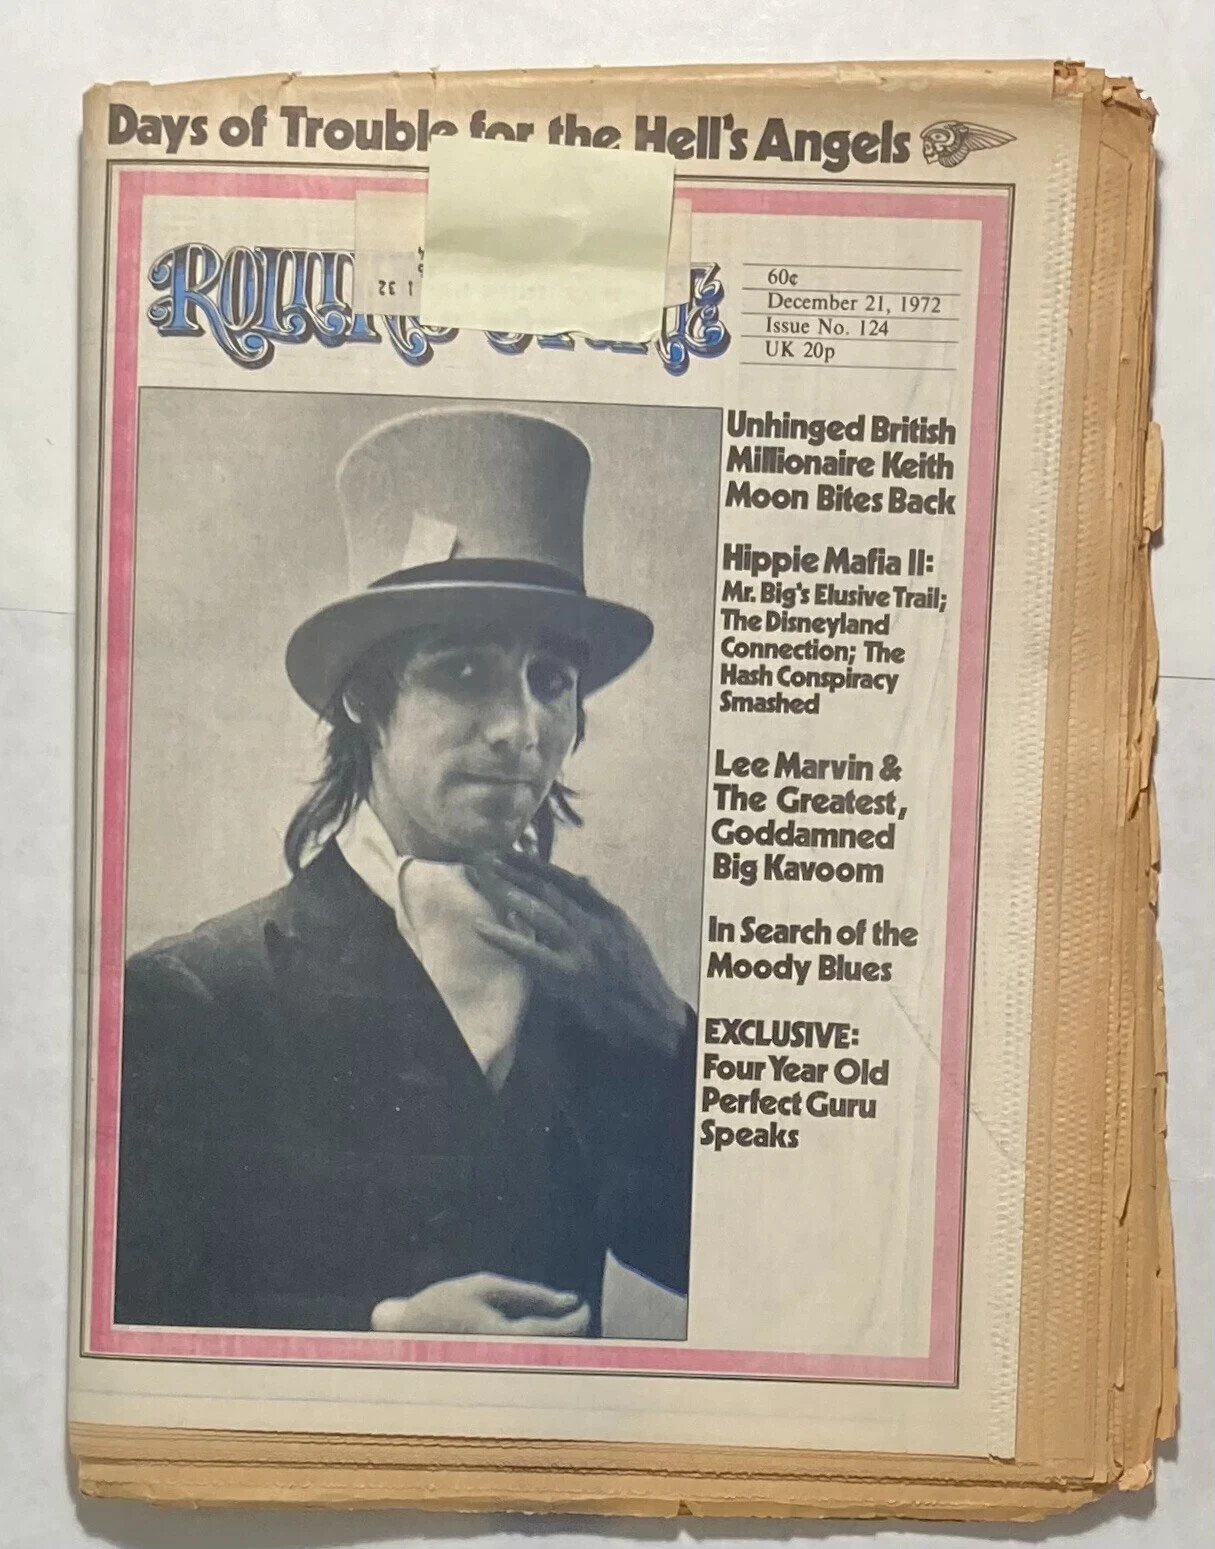 Days of Trouble for the Hell's Angels
ROLLING STONE
60¢
December 21, 1972
Issue No. 124
UK 20p
Unhinged British
Millionaire Keith
Moon Bites Back
Hippie Mafia II:
Mr. Big's Elusive Trail;
The Disneyland
Connection; The
Hash Conspiracy
Smashed
Lee Marvin &
The Greatest,
Goddamned
Big Kavoom
In Search of the
Moody Blues
EXCLUSIVE:
Four Year Old
Perfect Guru
Speaks